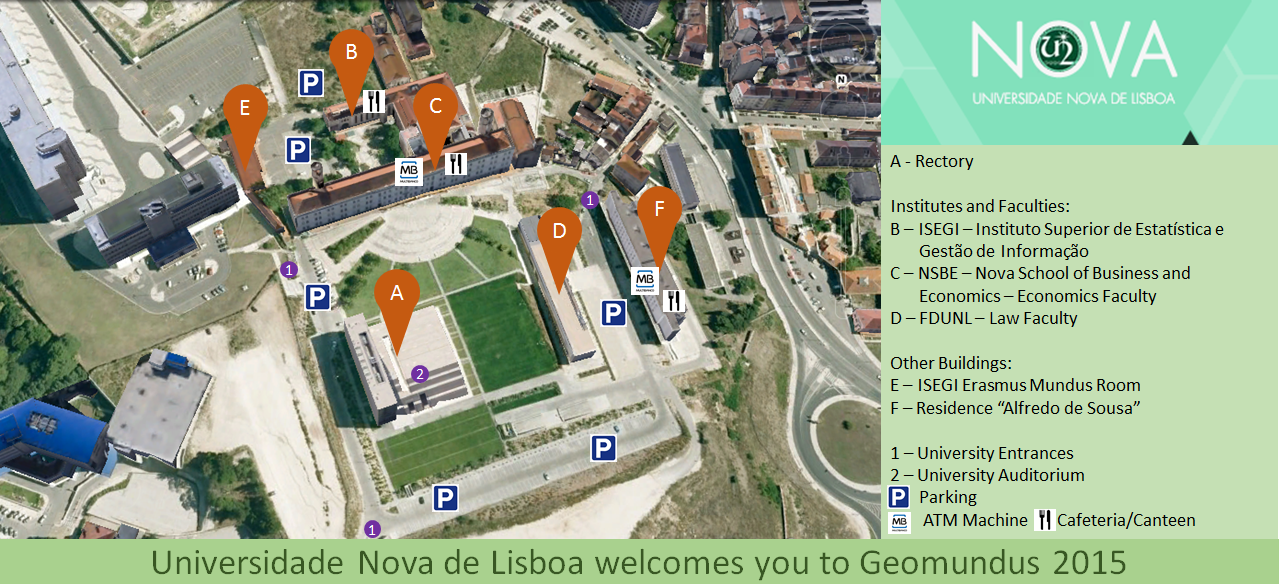 B
P
E
C
P
MB
MULTIBANCO
1
F
D
1
MB
MULTIBANCO
P
A
P
2
P
P
1
N
NOVA
UNIVERSIDADE NOVA DE LISBOA
A - Rectory
Institutes and Faculties:
B – ISEGI – Instituto Superior de Estatística e
Gestão de Informação
C – NSBE – Nova School of Business and
Economics – Economics Faculty
D – FDUNL – Law Faculty
Other Buildings:
E – ISEGI Erasmus Mundus Room
F – Residence “Alfredo de Sousa”
1 – University Entrances
2 – University Auditorium
P Parking
MB ATM Machine Cafeteria/Canteen
Universidade Nova de Lisboa welcomes you to Geomundus 2015